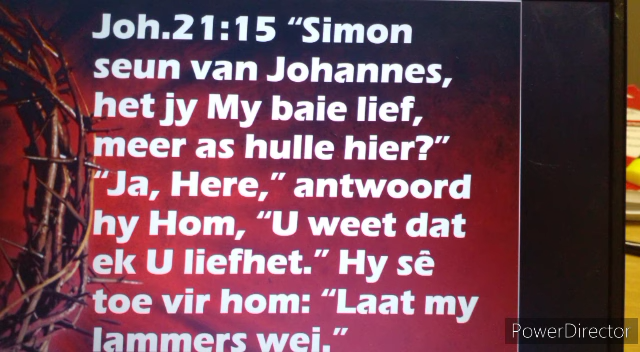 Joh.21:15 “Simon
seun van Johannes,
het jy My baie lief,
meer as hulle hier?”
“Ja, Here,” antwoord
hy Hom, “U weet dat
ek U liefhet.” Hy sê
toe vir hom: “Laat my
lammers wei.”
PowerDirector